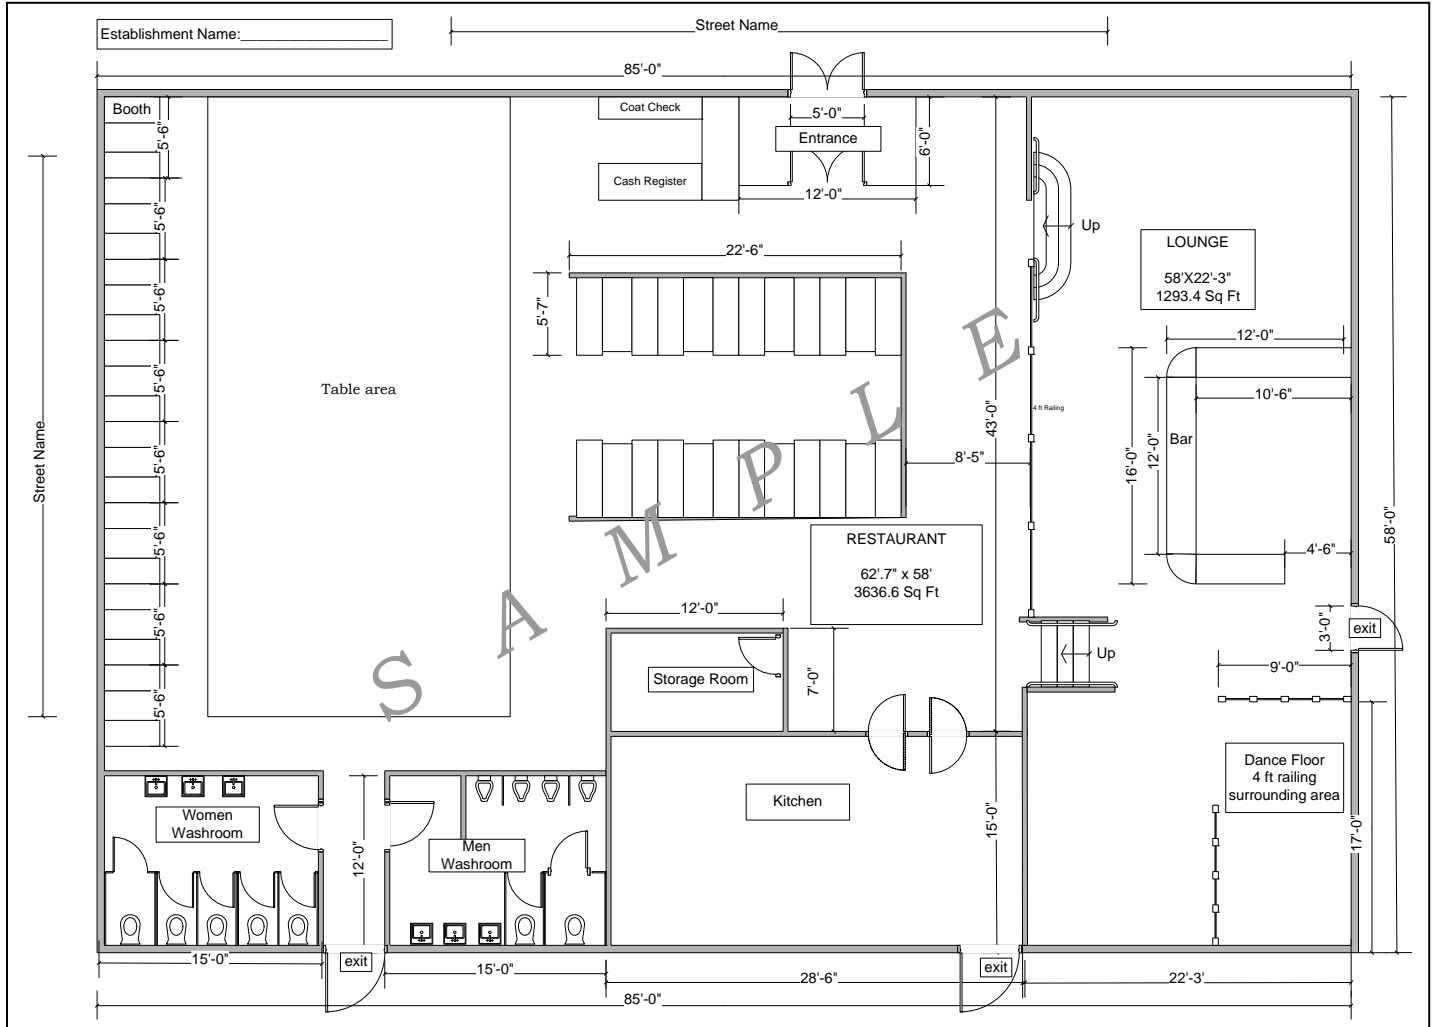 Street Name
Establishment Name:__________________
85'-0"
Booth
Coat Check
5'-0"
Entrance
6'-0"
5'-6"
Cash Register
12'-0"
5'-6"
Up
22'-6"
LOUNGE
58'X22'-3"
1293.4 Sq Ft
5'-6"
5'-7"
12'-0"
5'-6"
Table area
10'-6"
4 ft Railing
43'-0"
Street Name
Bar
5'-6"
8'-5"
16'-0"
12'-0"
SAMPLE
58'-0"
5'-6"
RESTAURANT
62'.7" x 58'
3636.6 Sq Ft
4'-6"
12'-0"
5'-6"
3'-0"
exit
Up
Storage Room
7'-0"
9'-0"
5'-6"
Dance Floor
4 ft railing
surrounding area
Kitchen
Women
Washroom
15'-0"
17'-0"
Men
Washroom
12'-0"
15'-0"
exit
15'-0"
exit
28'-6"
22'-3'
85'-0"